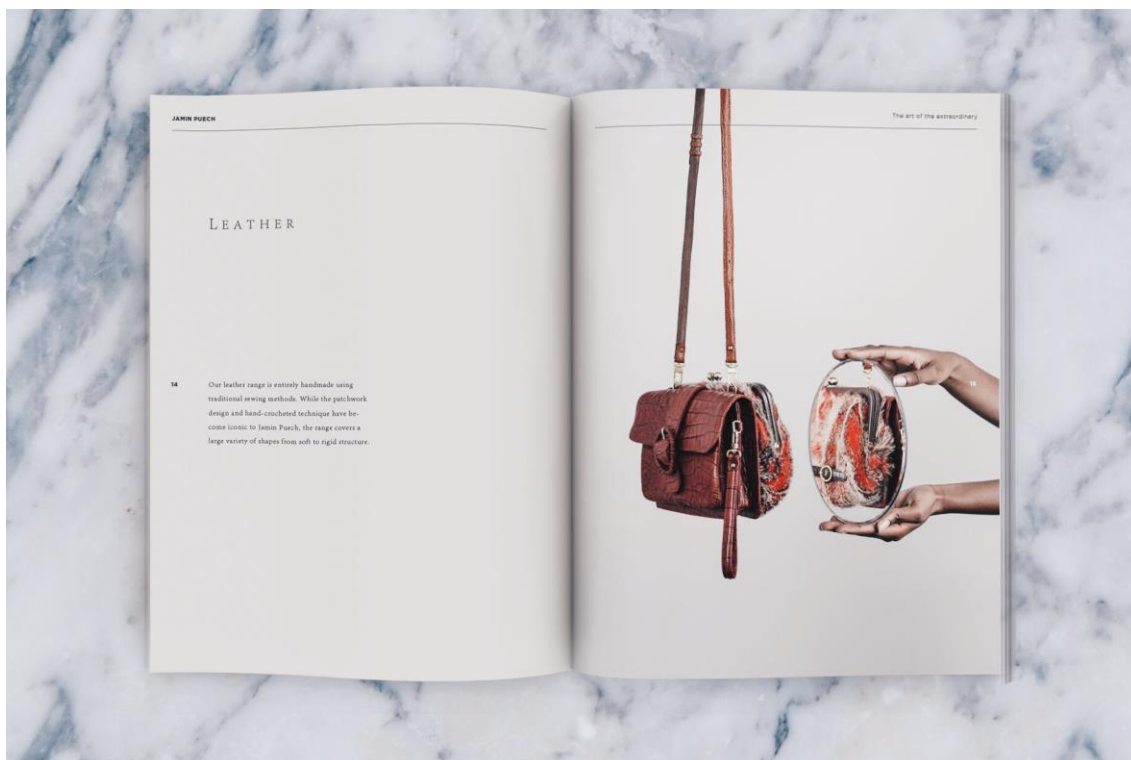 JAMIN PUECH
The art of the extraordinary
LEATHER
14
Our leather range is entirely handmade using
traditional sewing methods. While the patchwork
design and hand-crocheted technique have be-
come iconic to Jamin Puech, the range covers a
large variety of shapes from soft to rigid structure.